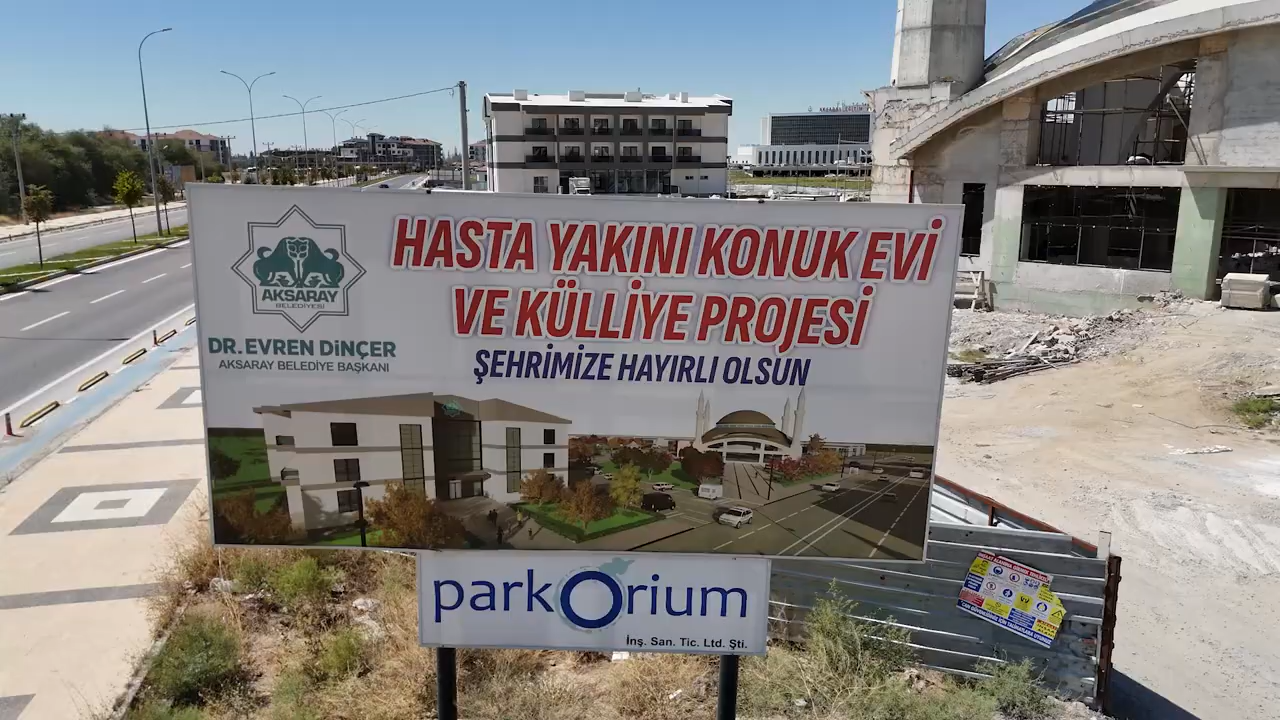 HASTA YAKINI KONUK EVİ
VE KÜLLİYE PROJESİ
ŞEHRİMİZE HAYIRLI OLSUN
AKSARAY
BELEDİYESİ
DR. EVREN DİNÇER
AKSARAY BELEDİYE BAŞKANI
parkOrium
İnş. San. Tic. Ltd. Şti.